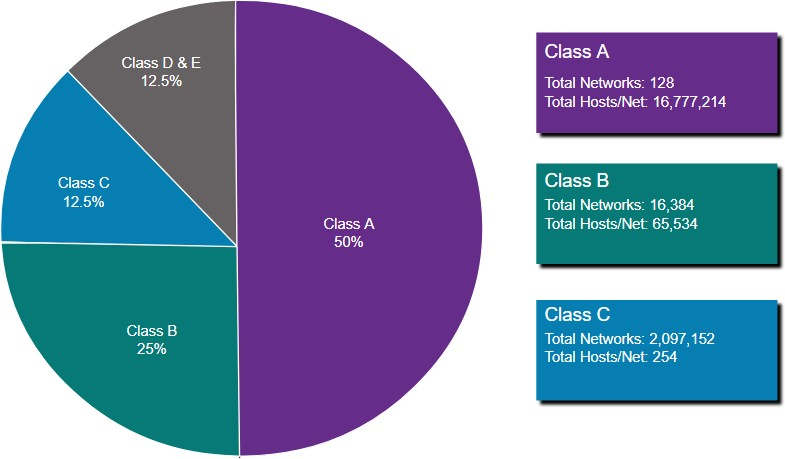 Class D & E
12.5%
Class C
12.5%
Class A
50%
Class B
25%
Class A
Total Networks: 128
Total Hosts/Net: 16,777,214
Class B
Total Networks: 16,384
Total Hosts/Net: 65,534
Class C
Total Networks: 2,097,152
Total Hosts/Net: 254